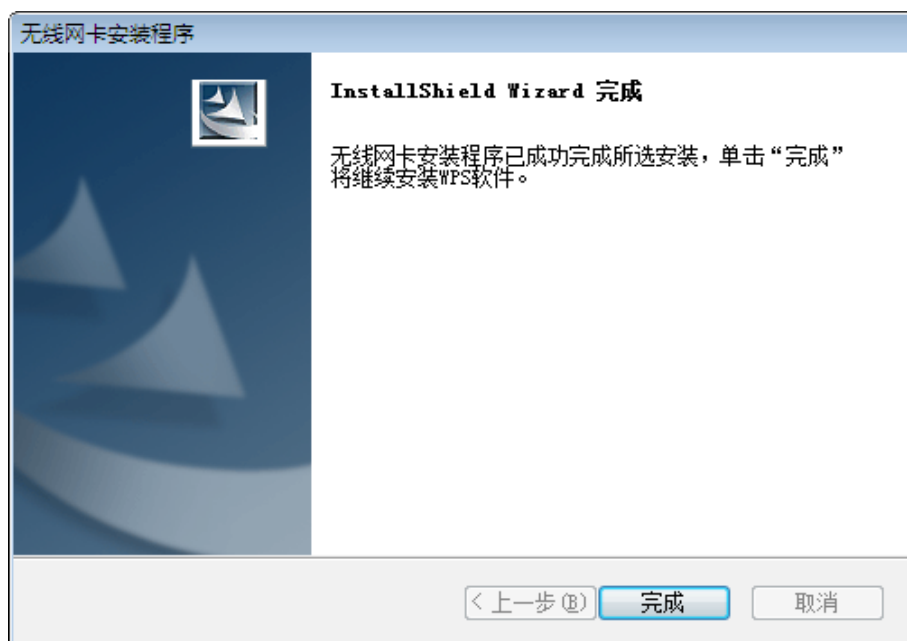 无线网卡安装程序
InstallShield Wizard 完成
无线网卡安装程序已成功完成所选安装，单击“完成”
将继续安装WPS软件。
< 上一步(B)
完成
取消